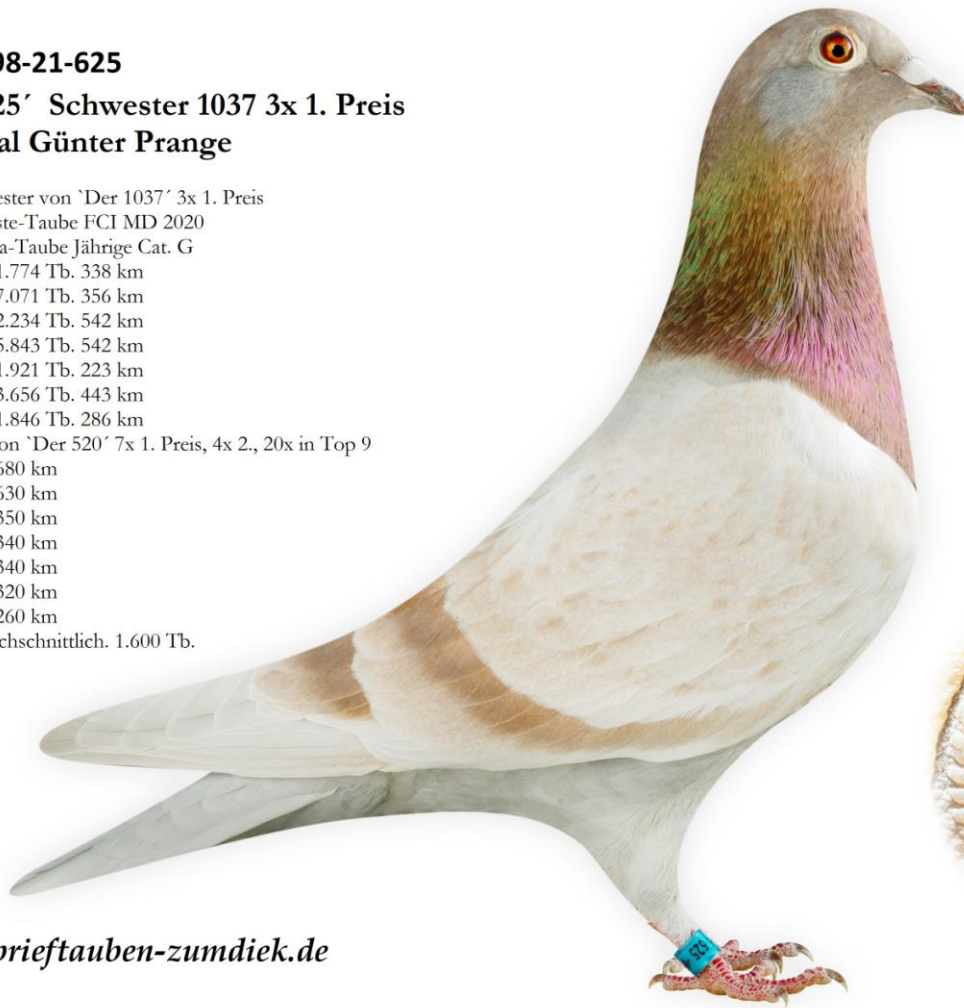 98-21-625
25´ Schwester 1037 3x 1. Preis
al Günter Prange
ester von `Der 1037´ 3x 1. Preis
ste-Taube FCI MD 2020
a-Taube Jährige Cat. G
1.774 Tb. 338 km
7.071 Tb. 356 km
2.234 Tb. 542 km
5.843 Tb. 542 km
1.921 Tb. 223 km
3.656 Tb. 443 km
1.846 Tb. 286 km
on `Der 520´ 7x 1. Preis, 4x 2., 20x in Top 9
680 km
630 km
350 km
340 km
340 km
320 km
260 km
chschnittlich. 1.600 Tb.
brieftauben-zumdiek.de
625